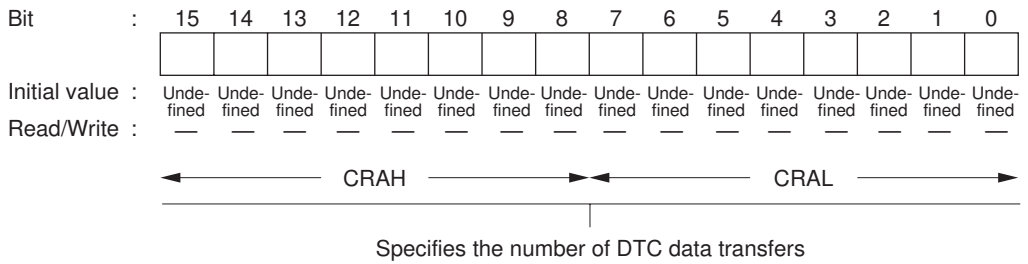 Bit : 15 14 13 12 11 10 9 8 7 6 5 4 3 2 1 0
Initial value : Unde- Unde- Unde- Unde- Unde- Unde- Unde- Unde- Unde- Unde- Unde- Unde- Unde- Unde- Unde- Unde-
fined fined fined fined fined fined fined fined fined fined fined fined fined fined fined fined
Read/Write : — — — — — — — — — — — — — — — —
CRAH CRAL
Specifies the number of DTC data transfers